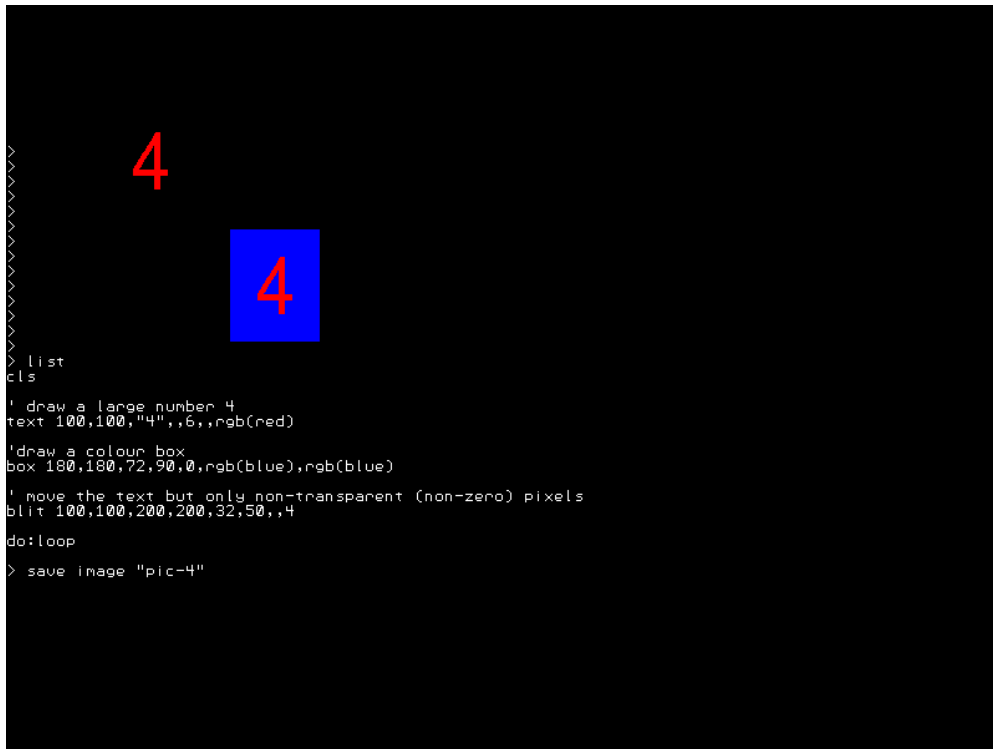 >
4
>
>
>
>
>
>
>
4
>
>
>
>
>
>
> list
cls
' draw a large number 4
text 100,100,"4",,6,,rgb(red)
'draw a colour box
box 180,180,72,90,0,rgb(blue),rgb(blue)
' move the text but only non-transparent (non-zero) pixels
blit 100,100,200,200,32,50,,4
do:loop
> save image "pic-4"